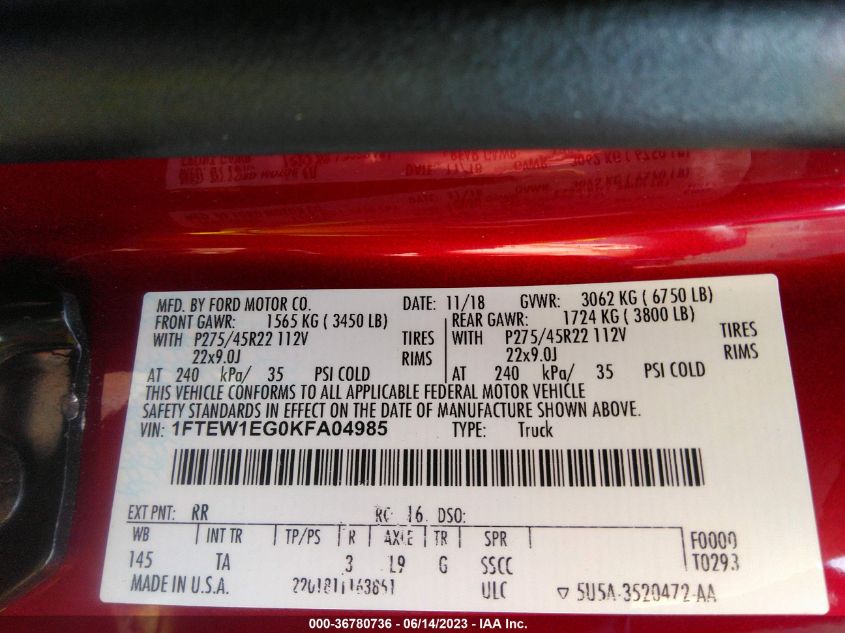 MFD. BY FORD MOTOR CO. DATE: 11/18 GVWR: 3062 KG ( 6750 LB)
FRONT GAWR: 1565 KG ( 3450 LB) REAR GAWR: 1724 KG ( 3800 LB)
WITH P275/45R22 112V TIRES WITH P275/45R22 112V TIRES
22x9.0J RIMS 22x9.0J RIMS
AT 240 kPa/ 35 PSI COLD AT 240 kPa/ 35 PSI COLD
THIS VEHICLE CONFORMS TO ALL APPLICABLE FEDERAL MOTOR VEHICLE
SAFETY STANDARDS IN EFFECT ON THE DATE OF MANUFACTURE SHOWN ABOVE.
VIN: 1FTEW1EG0KFA04985 TYPE: Truck
EXT PNT: RR RC: 16 DSO:
WB INT TR TP/PS R AXLE TR SPR F0000
145 TA 3 L9 G SSCC T0293
MADE IN U.S.A. ULC 5U5A-3520472-AA
000-36780736 - 06/14/2023 - IAA Inc.